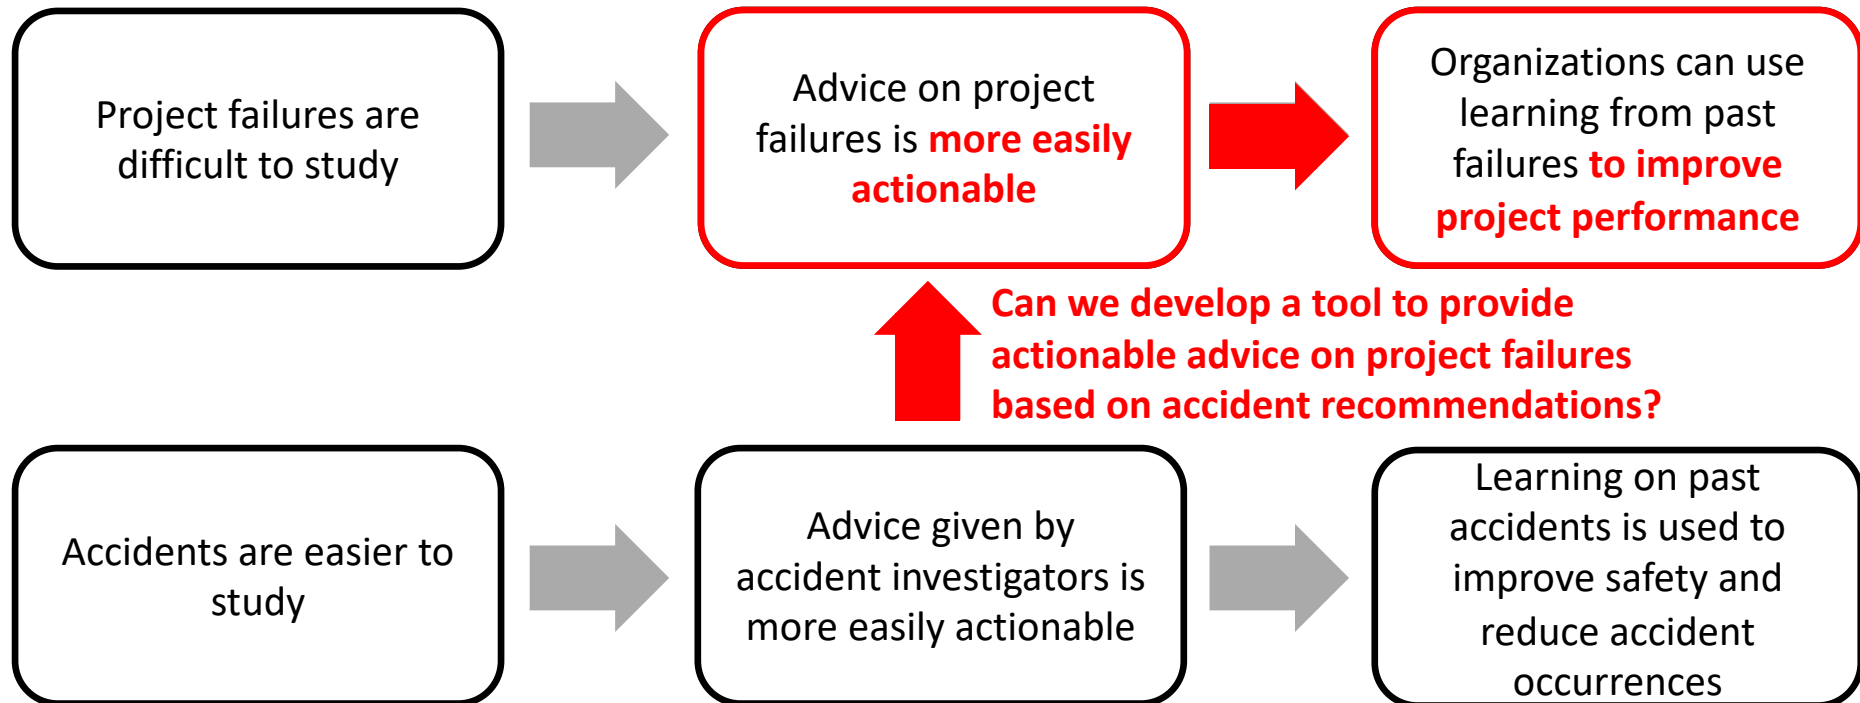 Project failures are
difficult to study
Advice on project
failures is more easily
actionable
Organizations can use
learning from past
failures to improve
project performance
Can we develop a tool to provide
actionable advice on project failures
based on accident recommendations?
Accidents are easier to
study
Advice given by
accident investigators is
more easily actionable
Learning on past
accidents is used to
improve safety and
reduce accident
occurrences